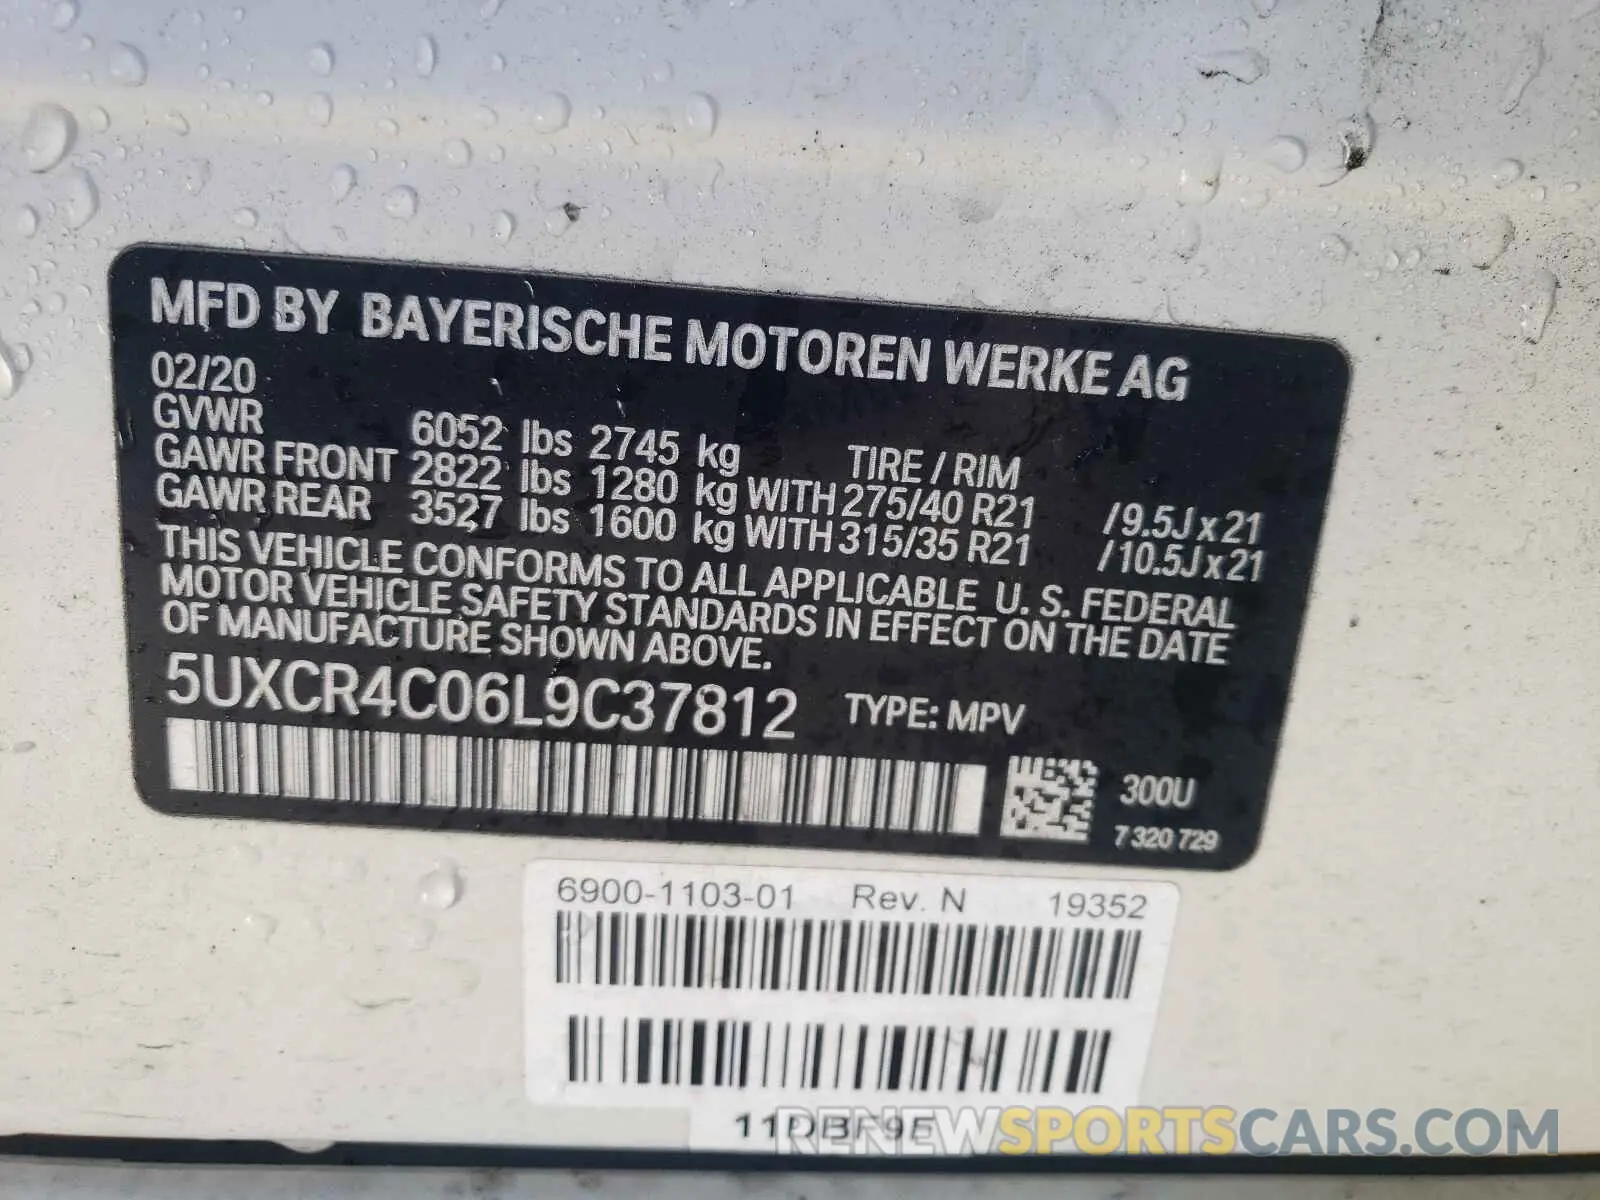 MFD BY BAYERISCHE MOTOREN WERKE AG
02/20
GVWR 6052 lbs 2745 kg TIRE / RIM
GAWR FRONT 2822 lbs 1280 kg WITH 275/40 R21 /9.5J x 21
GAWR REAR 3527 lbs 1600 kg WITH 315/35 R21 /10.5J x 21
THIS VEHICLE CONFORMS TO ALL APPLICABLE U. S. FEDERAL
MOTOR VEHICLE SAFETY STANDARDS IN EFFECT ON THE DATE
OF MANUFACTURE SHOWN ABOVE.
5UXCR4C06L9C37812 TYPE: MPV
300U
7 320 729
6900-1103-01 Rev. N 19352
RENEWSPORTSCARS.COM